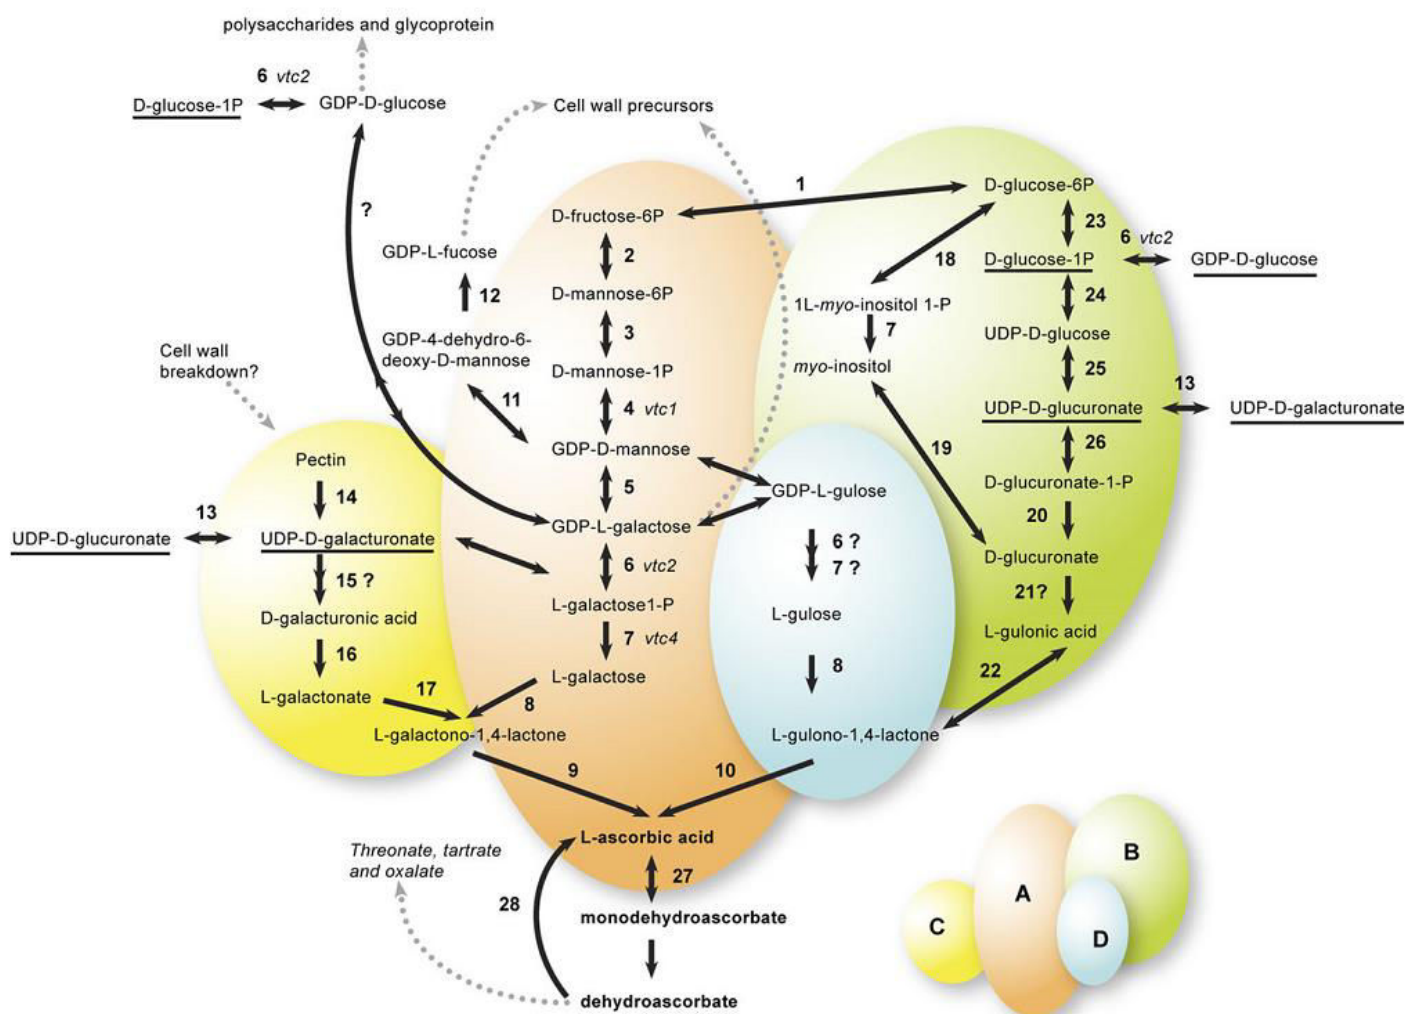 polysaccharides and glycoprotein
6 vtc2
D-glucose-1P
GDP-D-glucose
Cell wall precursors
?
GDP-L-fucose
12
GDP-4-dehydro-6-
deoxy-D-mannose
11
1
D-fructose-6P
2
D-mannose-6P
3
D-mannose-1P
4 vtc1
GDP-D-mannose
5
GDP-L-galactose
6 vtc2
L-galactose1-P
7 vtc4
L-galactose
8
D-glucose-6P
23
18
D-glucose-1P
6 vtc2
GDP-D-glucose
24
1L-myo-inositol 1-P
7
myo-inositol
UDP-D-glucose
25
UDP-D-glucuronate
13
UDP-D-galacturonate
26
19
D-glucuronate-1-P
20
D-glucuronate
21?
L-gulonic acid
22
GDP-L-gulose
6 ?
7 ?
L-gulose
8
L-gulono-1,4-lactone
Cell wall
breakdown?
Pectin
14
13
UDP-D-glucuronate
UDP-D-galacturonate
15 ?
D-galacturonic acid
16
L-galactonate
17
L-galactono-1,4-lactone
9
10
L-ascorbic acid
Threonate, tartrate
and oxalate
27
28
monodehydroascorbate
dehydroascorbate
A
B
C
D